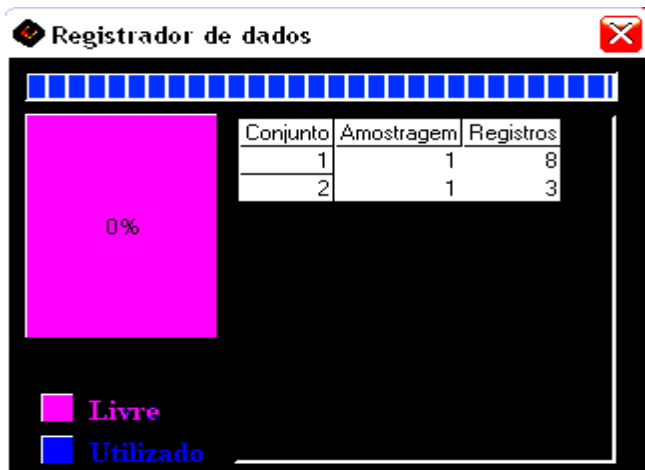 Registrador de dados
Conjunto Amostragem Registros
1 1 8
2 1 3
0%
Livre
Utilizado